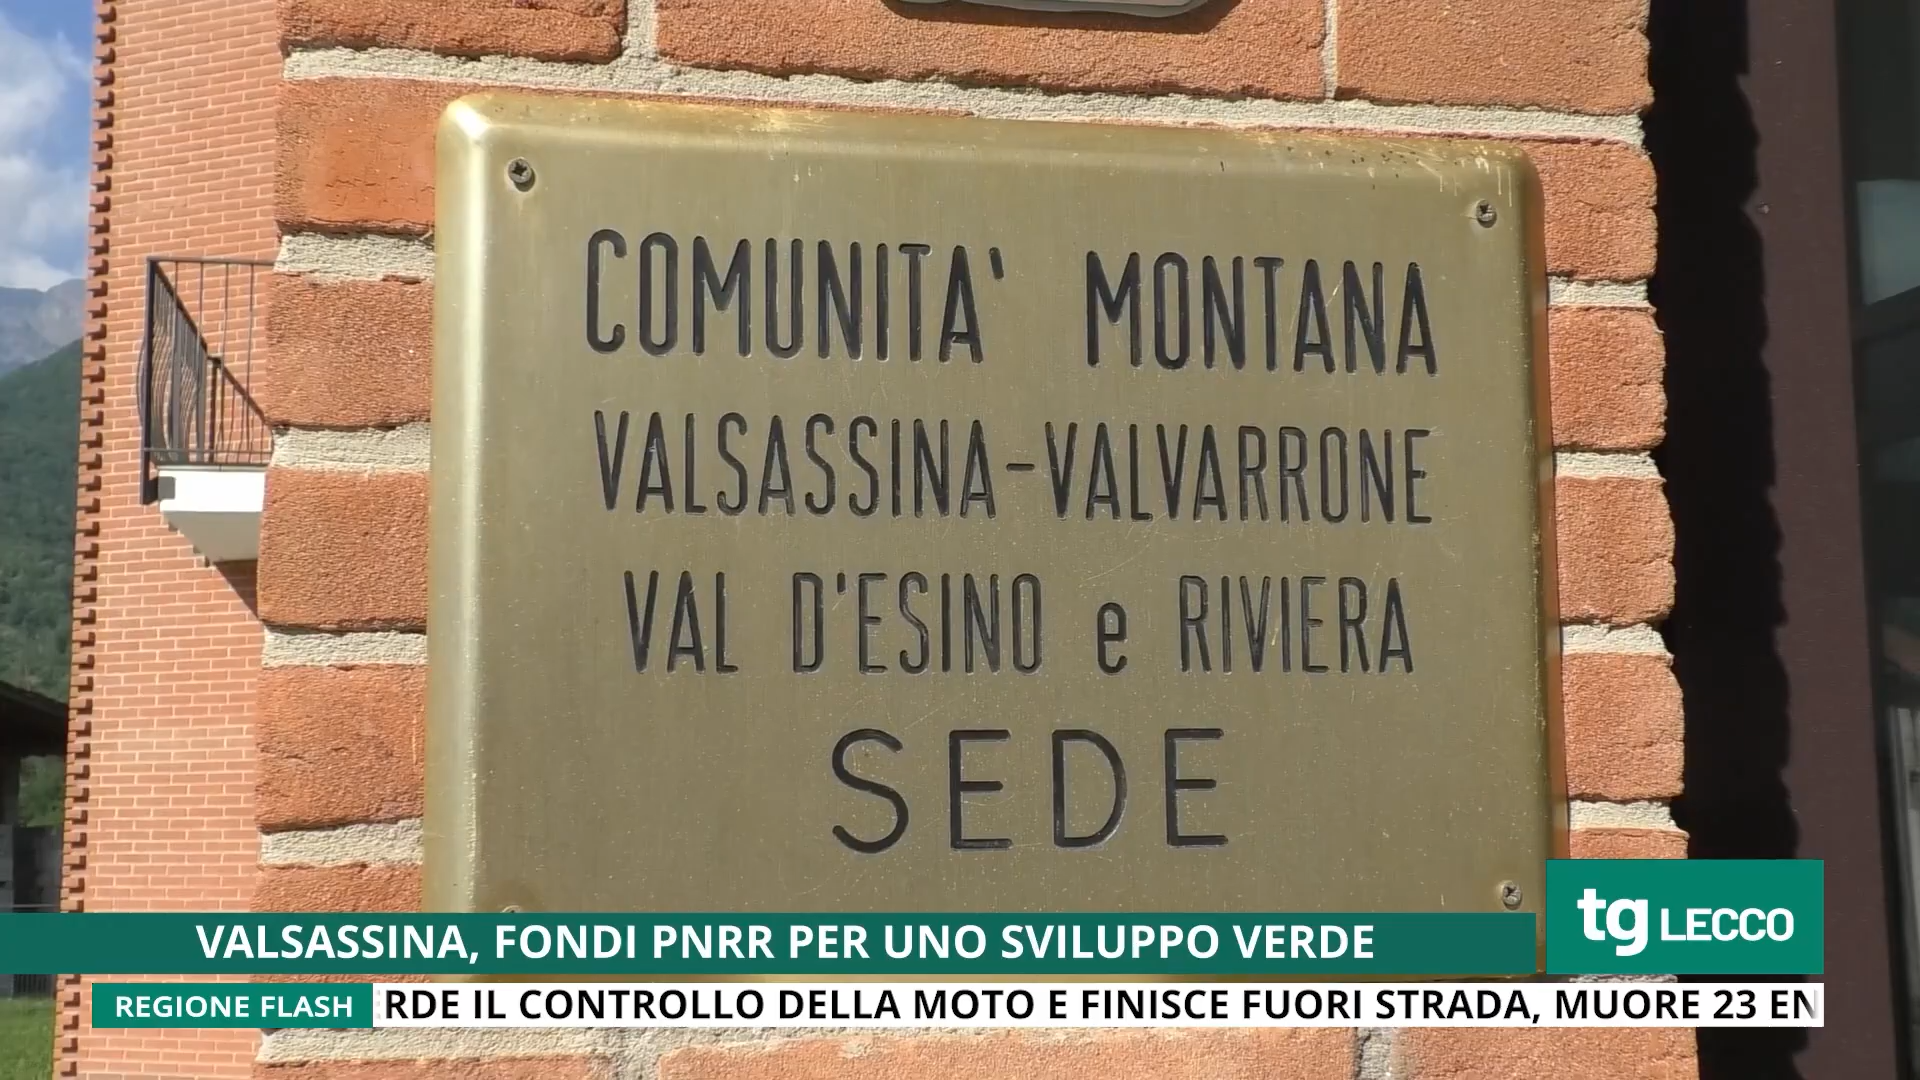 COMUNITA' MONTANA
VALSASSINA-VALVARRONE
VAL D'ESINO e RIVIERA
SEDE
VALSASSINA, FONDI PNRR PER UNO SVILUPPO VERDE
tg LECCO
REGIONE FLASH
RDE IL CONTROLLO DELLA MOTO E FINISCE FUORI STRADA, MUORE 23 EN